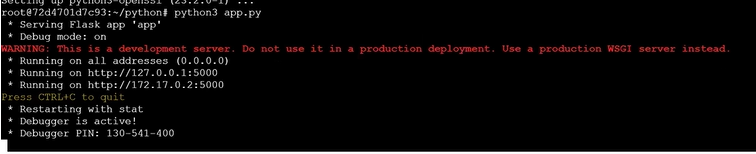 Setting up python3-openssl (23.2.0-1) ...
root@72d4701d7c93:~/python# python3 app.py
 * Serving Flask app 'app'
 * Debug mode: on
WARNING: This is a development server. Do not use it in a production deployment. Use a production WSGI server instead.
 * Running on all addresses (0.0.0.0)
 * Running on http://127.0.0.1:5000
 * Running on http://172.17.0.2:5000
Press CTRL+C to quit
 * Restarting with stat
 * Debugger is active!
 * Debugger PIN: 130-541-400